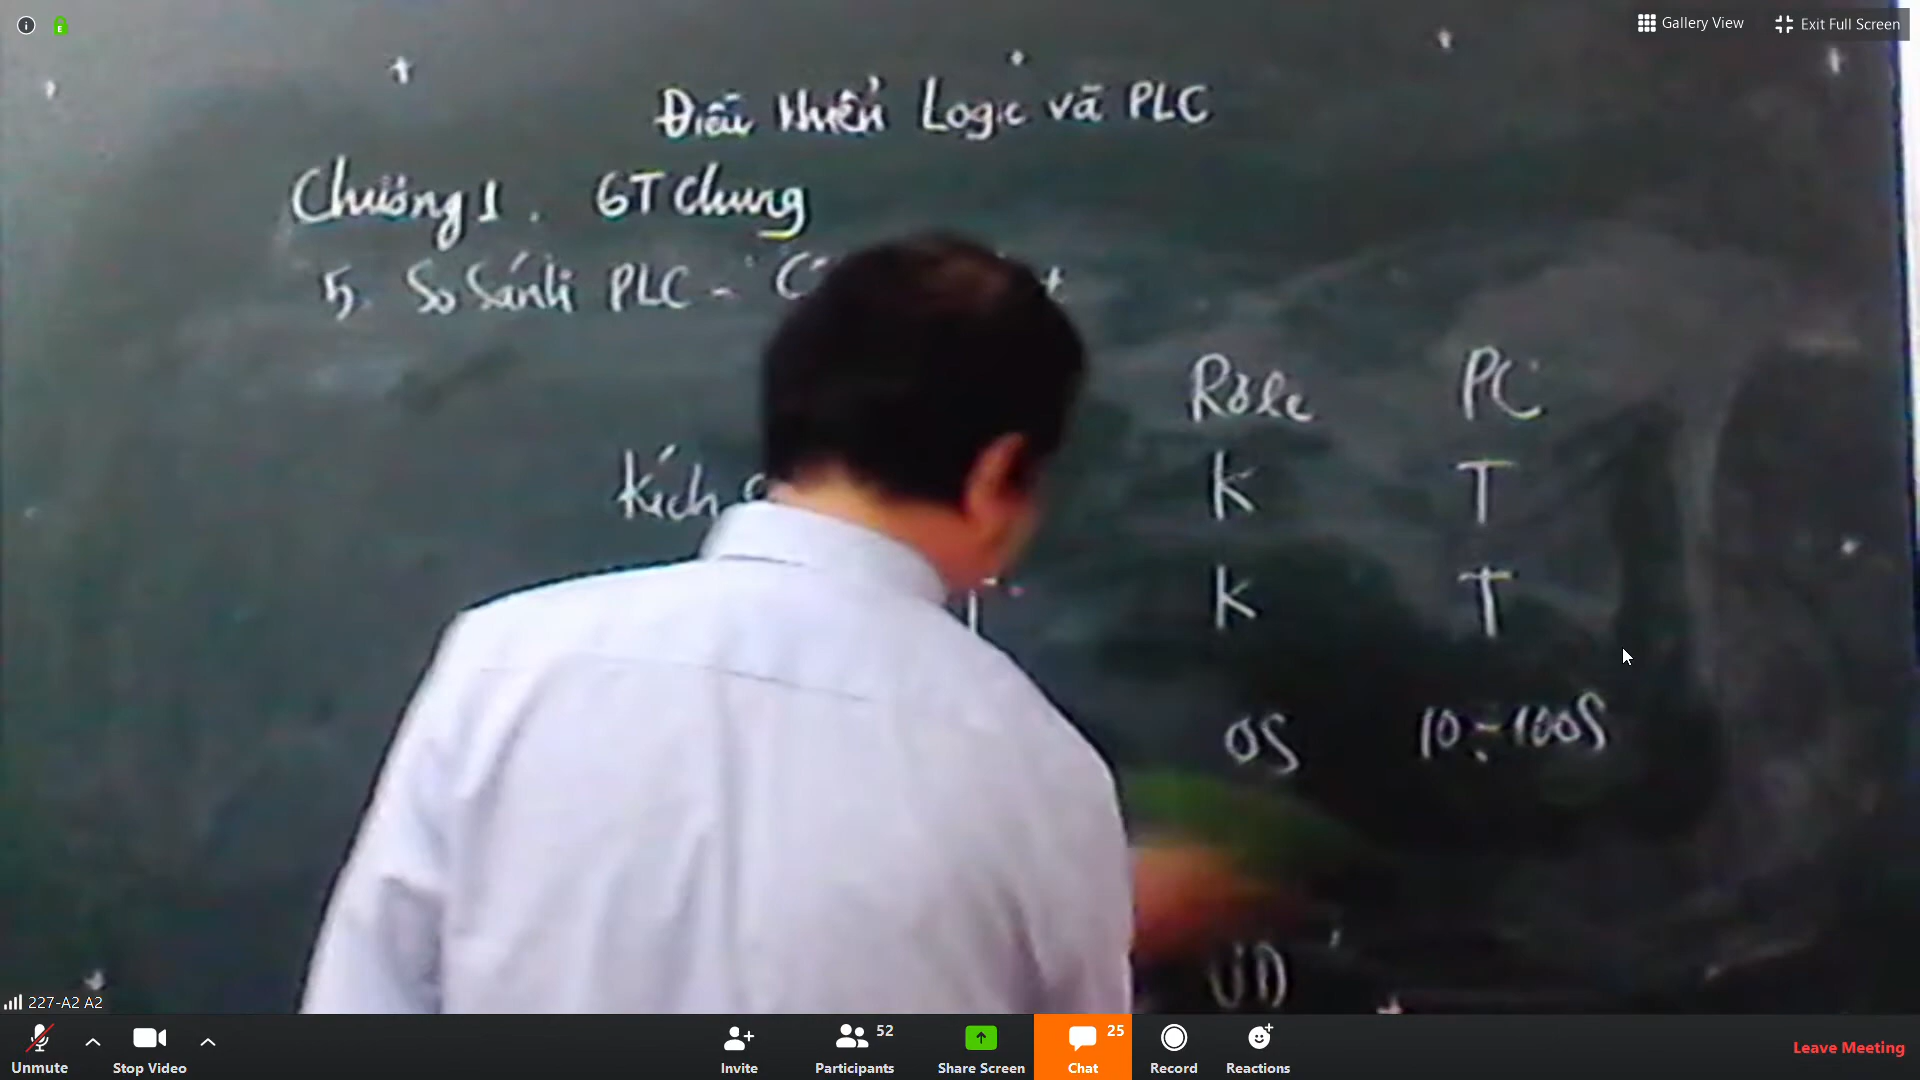 Gallery View Exit Full Screen
Điều khiển Logic và PLC
Chương 1. GT Chung
5. So Sánh PLC -
Rơle PC
Kích K T
K T
0S 10÷100S
UD
227-A2 A2
52 25
Unmute Stop Video Invite Participants Share Screen Chat Record Reactions Leave Meeting